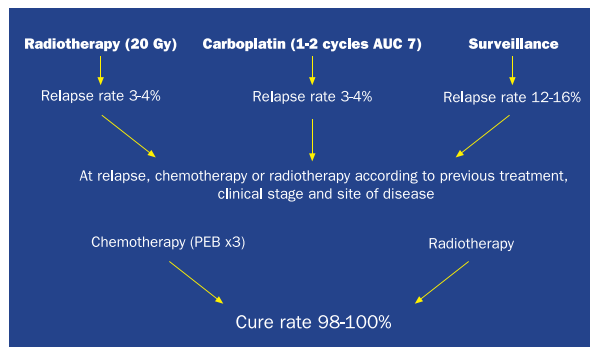 Radiotherapy (20 Gy)
Carboplatin (1-2 cycles AUC 7)
Surveillance
Relapse rate 3-4%
Relapse rate 3-4%
Relapse rate 12-16%
At relapse, chemotherapy or radiotherapy according to previous treatment,
clinical stage and site of disease
Chemotherapy (PEB x3)
Radiotherapy
Cure rate 98-100%